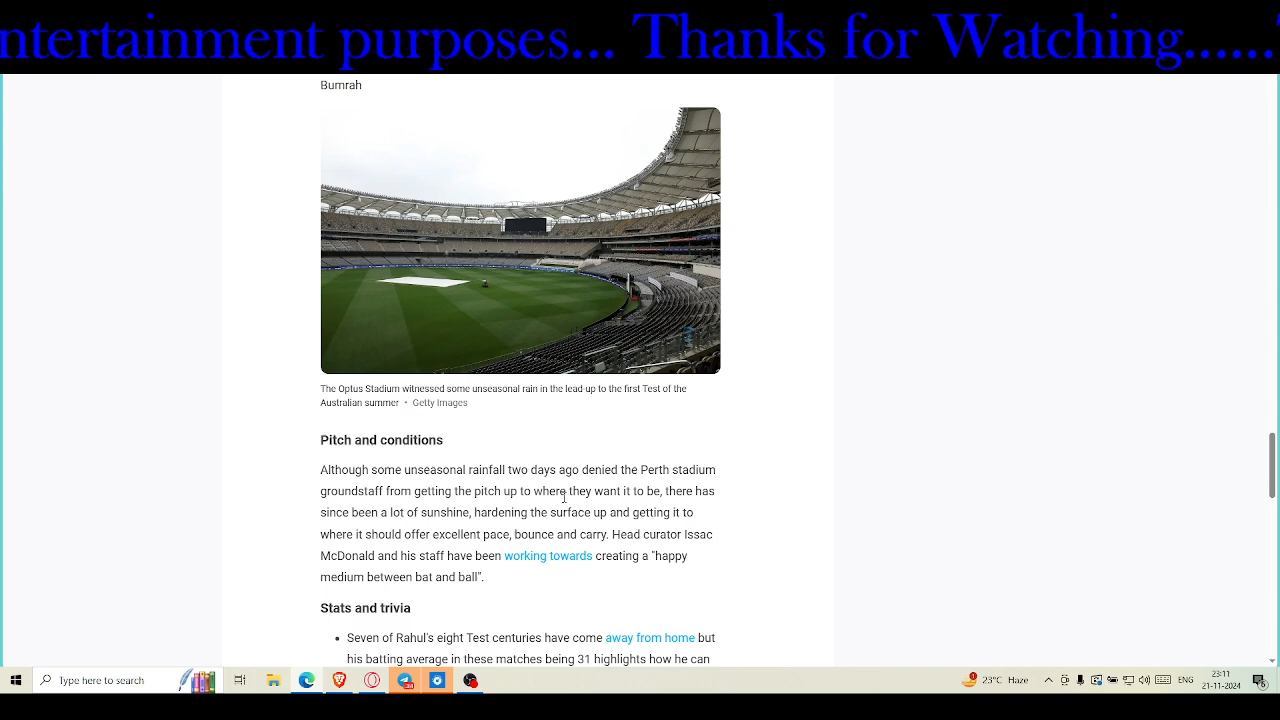 ntertainment purposes... Thanks for Watching......
Bumrah
The Optus Stadium witnessed some unseasonal rain in the lead-up to the first Test of the
Australian summer • Getty Images
Pitch and conditions
Although some unseasonal rainfall two days ago denied the Perth stadium
groundstaff from getting the pitch up to where they want it to be, there has
since been a lot of sunshine, hardening the surface up and getting it to
where it should offer excellent pace, bounce and carry. Head curator Issac
McDonald and his staff have been working towards creating a "happy
medium between bat and ball".
Stats and trivia
• Seven of Rahul's eight Test centuries have come away from home but
his batting average in these matches being 31 highlights how he can
Type here to search
23°C Haze
ENG
23:11
21-11-2024